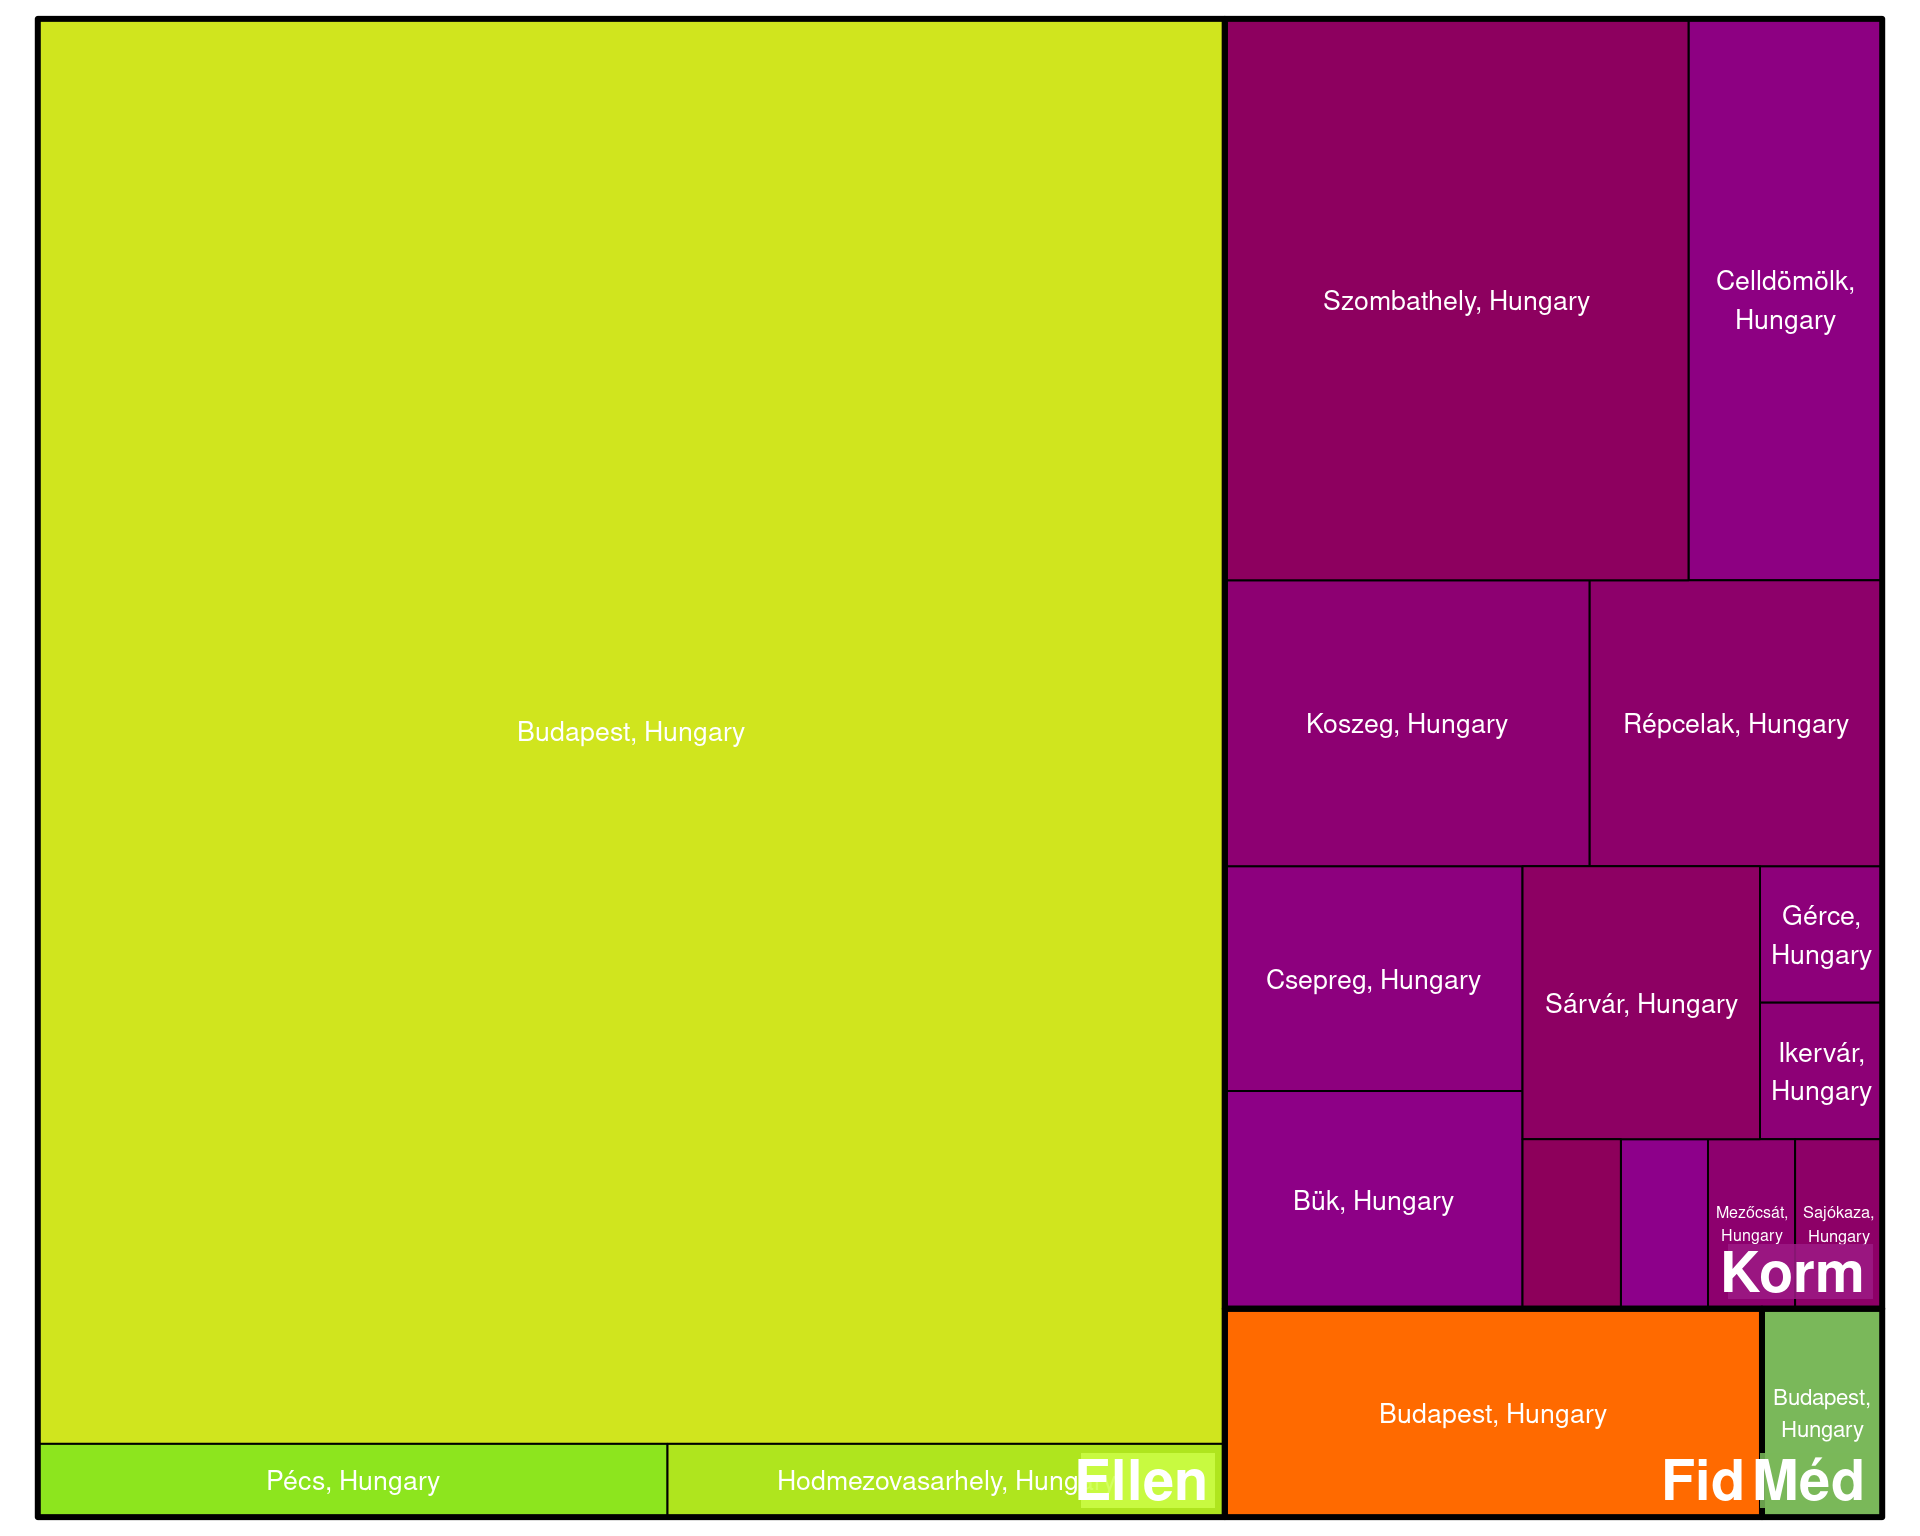 Budapest, Hungary
Pécs, Hungary
Hodmezovasarhely,
Ellen
Szombathely, Hungary
Celldömölk,
Hungary
Koszeg, Hungary
Répcelak, Hungary
Csepreg, Hungary
Sárvár, Hungary
Gérce,
Hungary
Ikervár,
Hungary
Bük, Hungary
Mezőcsát,
Hungary
Sajókaza,
Hungary
Korm
Budapest, Hungary
Fid
Budapest,
Hungary
Méd